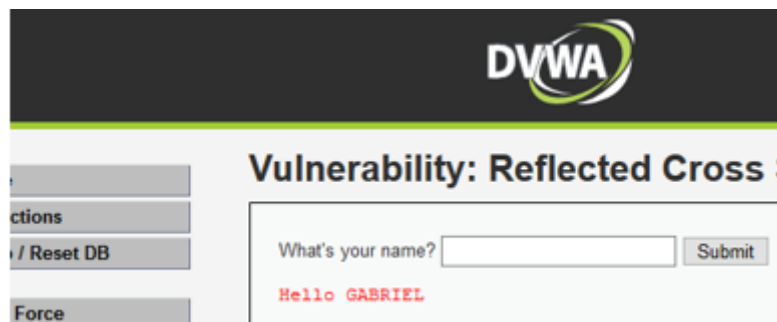 DVWA
Vulnerability: Reflected Cross
ctions
/ Reset DB
Force
What's your name?
Submit
Hello GABRIEL